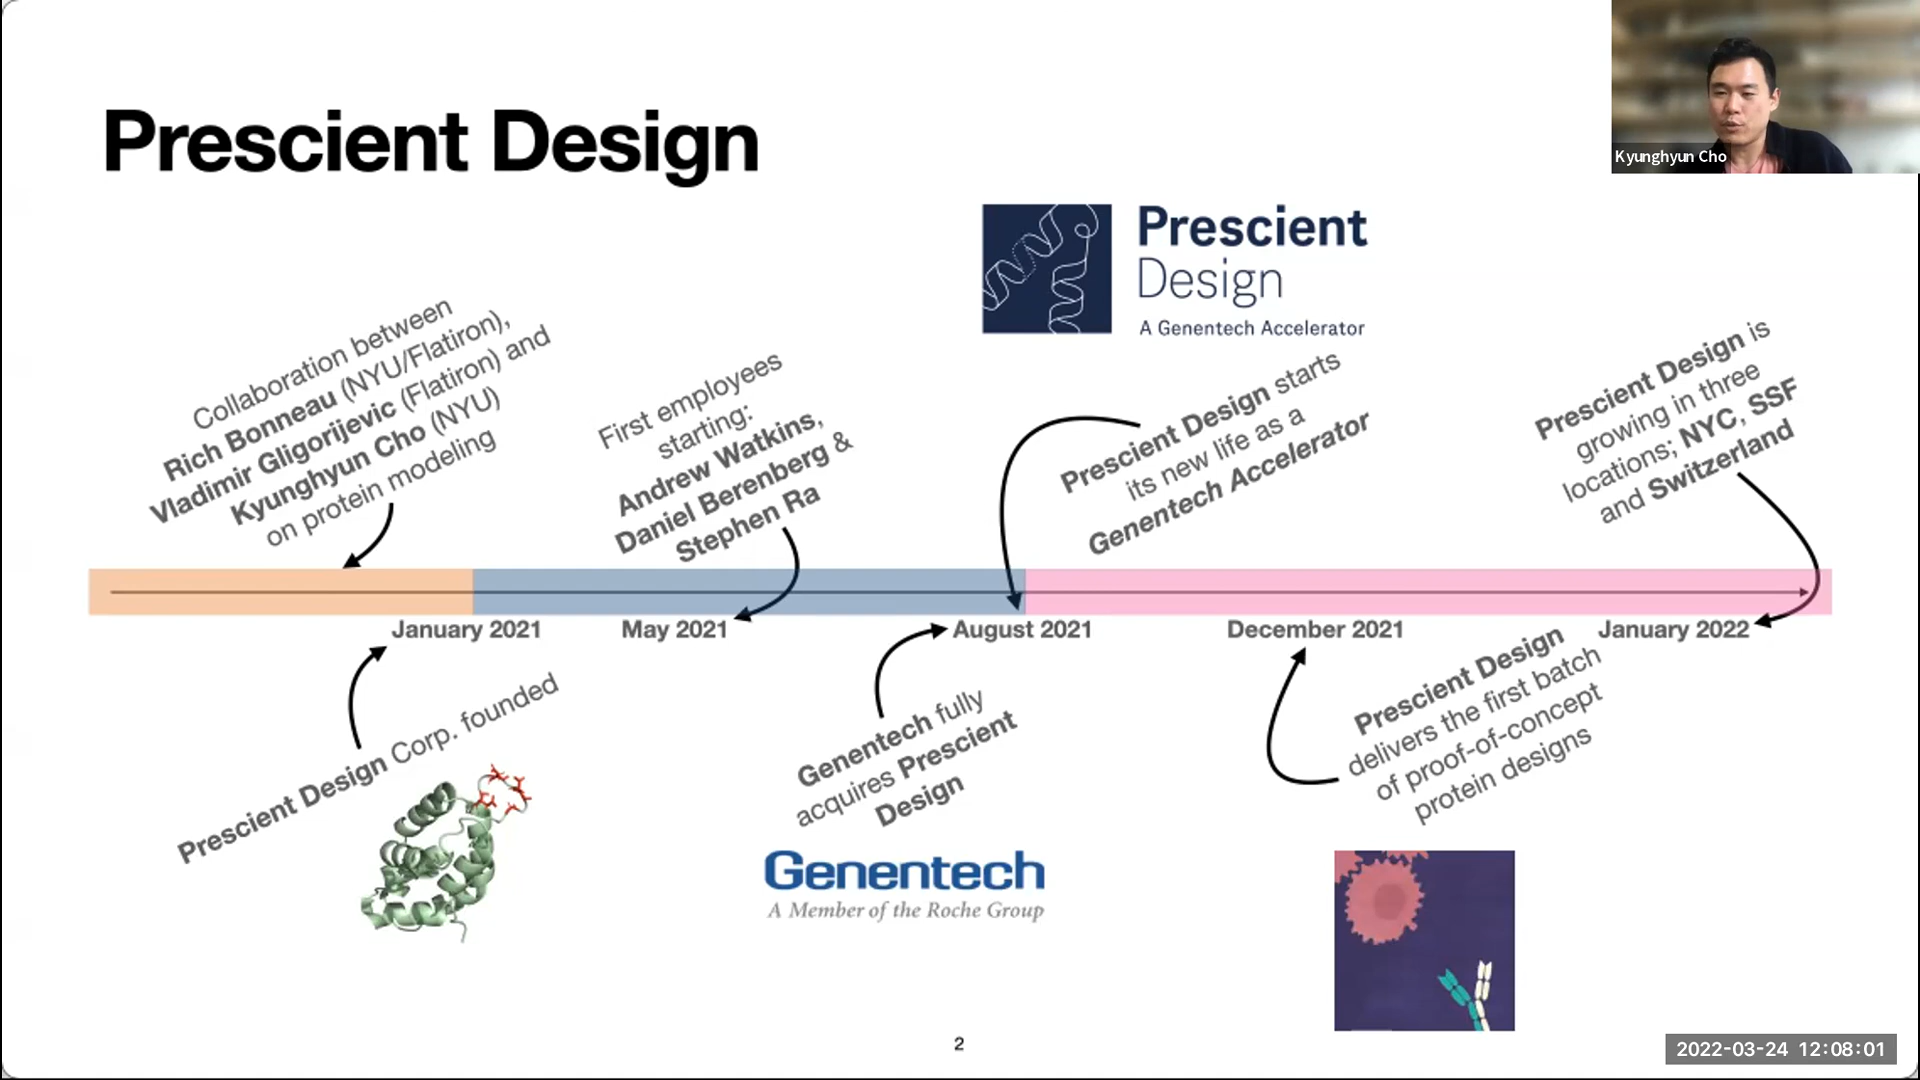 Prescient Design
Kyunghyun Cho
Prescient
Design
A Genentech Accelerator
Collaboration between
Rich Bonneau (NYU/Flatiron),
Vladimir Gligorijevic (Flatiron) and
Kyunghyun Cho (NYU)
on protein modeling
First employees
starting:
Andrew Watkins,
Daniel Berenberg &
Stephen Ra
Prescient Design starts
its new life as a
Genentech Accelerator
Prescient Design is
growing in three
locations; NYC, SSF
and Switzerland
January 2021
May 2021
August 2021
December 2021
January 2022
Prescient Design Corp. founded
Genentech fully
acquires Prescient
Design
Prescient Design
delivers the first batch
of proof-of-concept
protein designs
Genentech
A Member of the Roche Group
2
2022-03-24 12:08:01